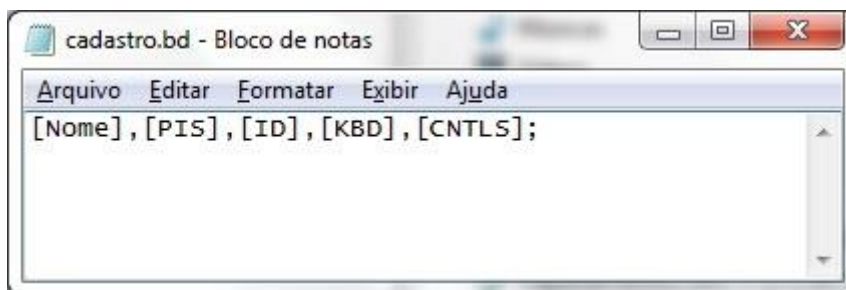 cadastro.bd - Bloco de notas
Arquivo Editar Formatar Exibir Ajuda
[Nome],[PIS],[ID],[KBD],[CNTLS];